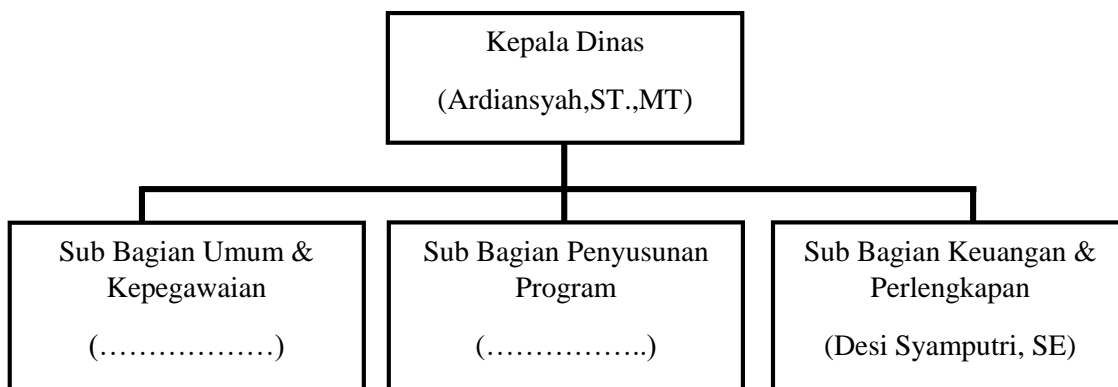 Kepala Dinas
(Ardiansyah,ST.,MT)
Sub Bagian Umum &
Kepegawaian
(………………)
Sub Bagian Penyusunan
Program
(……………..)
Sub Bagian Keuangan &
Perlengkapan
(Desi Syamputri, SE)